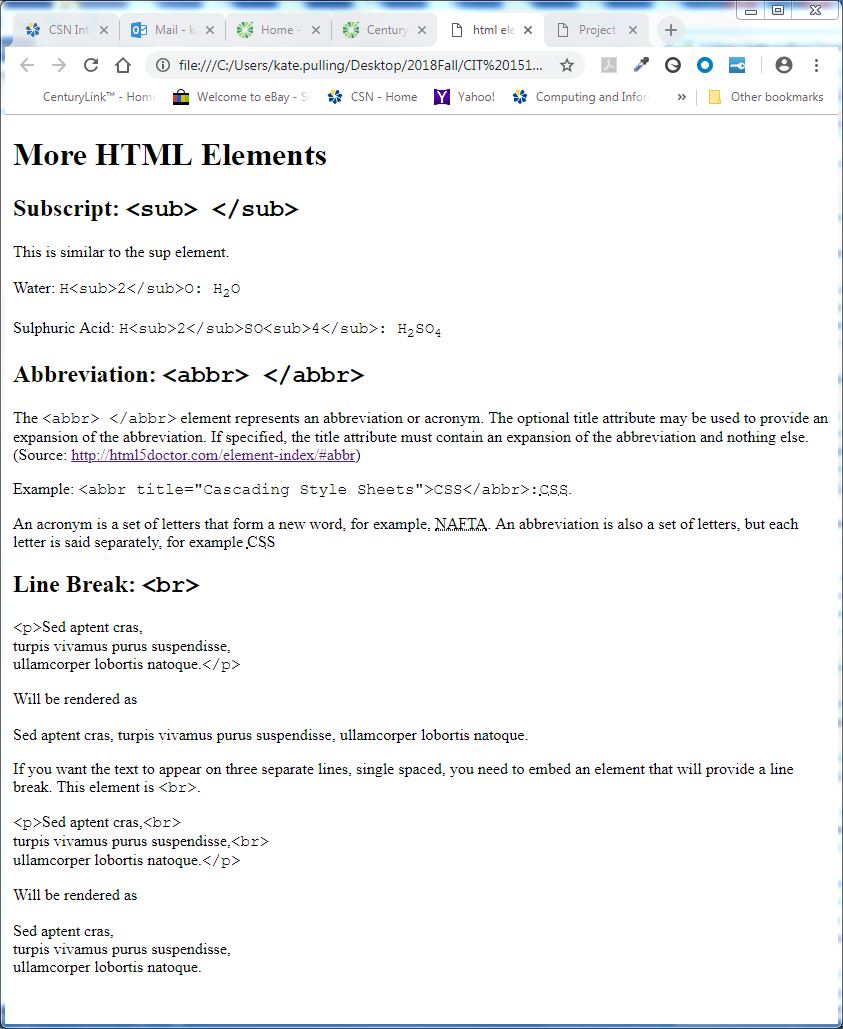 CSN Int
Mail - k
Home -
Century
html ele
Project
file:///C:/Users/kate.pulling/Desktop/2018Fall/CIT%20151...
CenturyLink™ - Hom
Welcome to eBay - S
CSN - Home
Yahoo!
Computing and Infor
»
Other bookmarks
More HTML Elements
Subscript: <sub> </sub>
This is similar to the sup element.
Water: H<sub>2</sub>O: H₂O
Sulphuric Acid: H<sub>2</sub>SO<sub>4</sub>: H₂SO₄
Abbreviation: <abbr> </abbr>
The <abbr> </abbr> element represents an abbreviation or acronym. The optional title attribute may be used to provide an
expansion of the abbreviation. If specified, the title attribute must contain an expansion of the abbreviation and nothing else.
(Source: http://html5doctor.com/element-index/#abbr)
Example: <abbr title="Cascading Style Sheets">CSS</abbr>:CSS.
An acronym is a set of letters that form a new word, for example, NAFTA. An abbreviation is also a set of letters, but each
letter is said separately, for example CSS
Line Break: <br>
<p>Sed aptent cras,
turpis vivamus purus suspendisse,
ullamcorper lobortis natoque.</p>
Will be rendered as
Sed aptent cras, turpis vivamus purus suspendisse, ullamcorper lobortis natoque.
If you want the text to appear on three separate lines, single spaced, you need to embed an element that will provide a line
break. This element is <br>.
<p>Sed aptent cras,<br>
turpis vivamus purus suspendisse,<br>
ullamcorper lobortis natoque.</p>
Will be rendered as
Sed aptent cras,
turpis vivamus purus suspendisse,
ullamcorper lobortis natoque.